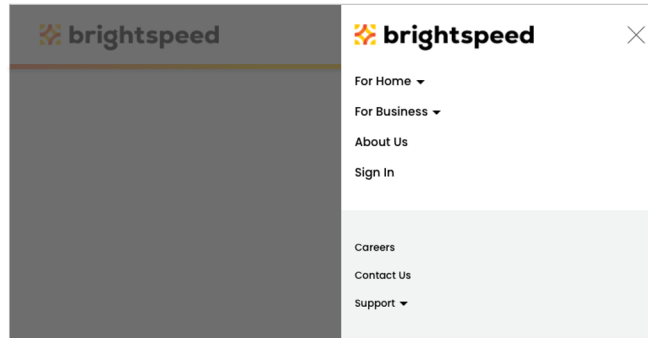 brightspeed
brightspeed
For Home
For Business
About Us
Sign In
Careers
Contact Us
Support